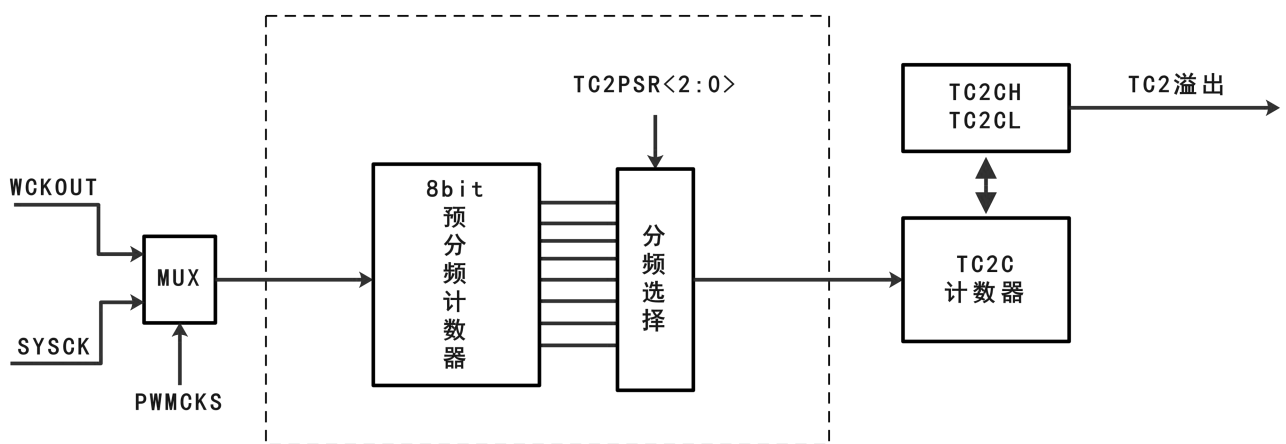 TC2PSR<2:0>
TC2CH
TC2CL
TC2溢出
WCKOUT
MUX
SYSCK
PWMCKS
8bit
预分频计数器
分频选择
TC2C
计数器